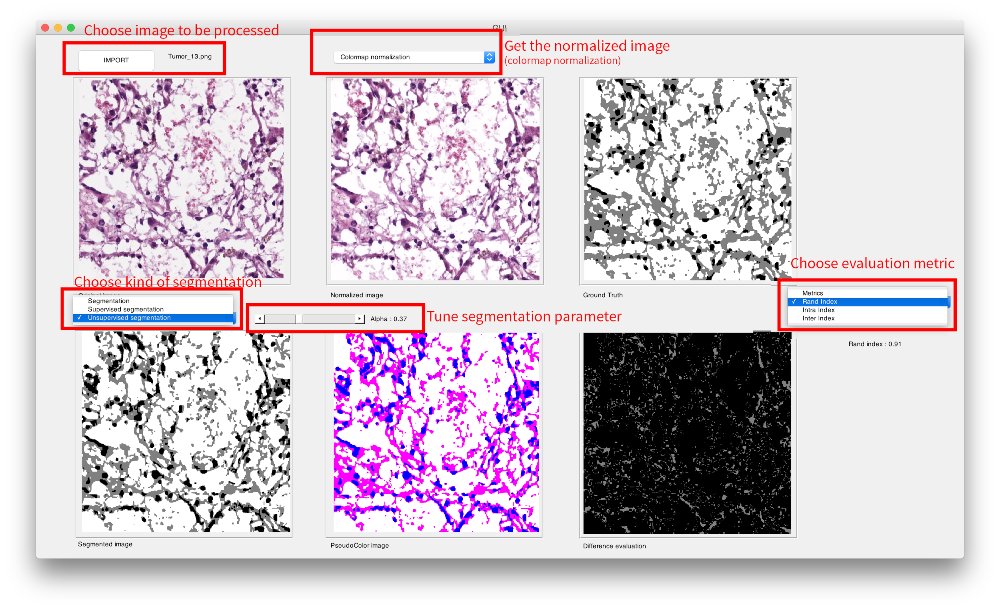 GUI
Choose image to be processed
IMPORT
Tumor_13.png
Colormap normalization
Get the normalized image
(colormap normalization)
Choose evaluation metric
Choose kind of segmentation
Original image
Normalized image
Ground Truth
Segmentation
Supervised segmentation
✓ Unsupervised segmentation
Alpha : 0.37
Tune segmentation parameter
Metrics
✓ Rand Index
Intra Index
Inter Index
Rand index : 0.91
Segmented image
PseudoColor image
Difference evaluation